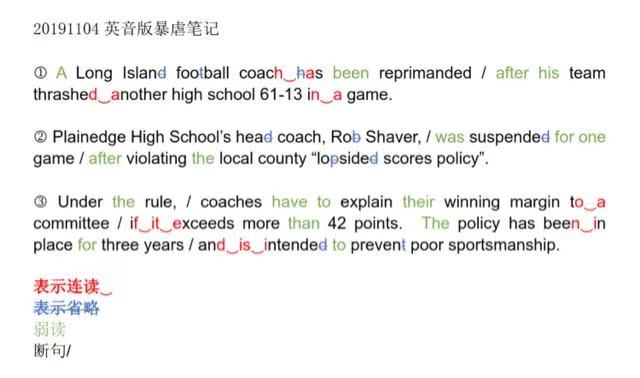 20191104 英音版暴虐笔记
① A Long Island football coach‿has been reprimanded / after his team
thrashed‿another high school 61-13 in‿a game.
② Plainedge High School’s head coach, Rob Shaver, / was suspended for one
game / after violating the local county “lopsided scores policy”.
③ Under the rule, / coaches have to explain their winning margin to‿a
committee / if‿it‿exceeds more than 42 points. The policy has been‿in
place for three years / and‿is‿intended to prevent poor sportsmanship.
表示连读‿
表示省略
弱读
断句/